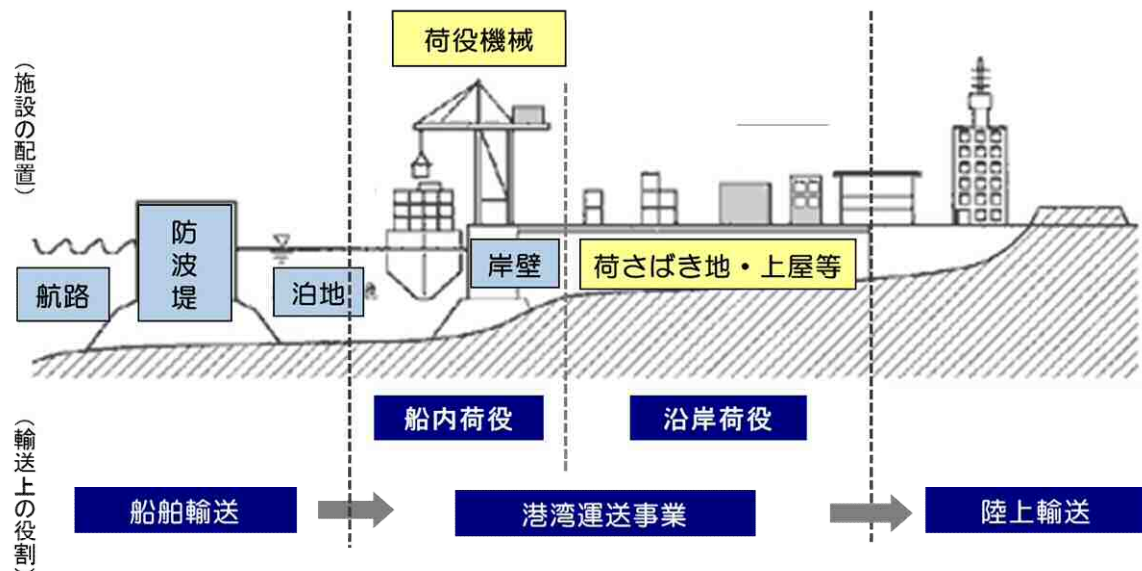 (施設の配置)
荷役機械
航路
防波堤
泊地
岸壁
荷さばき地・上屋等
(輸送上の役割)
船内荷役
沿岸荷役
船舶輸送
港湾運送事業
陸上輸送